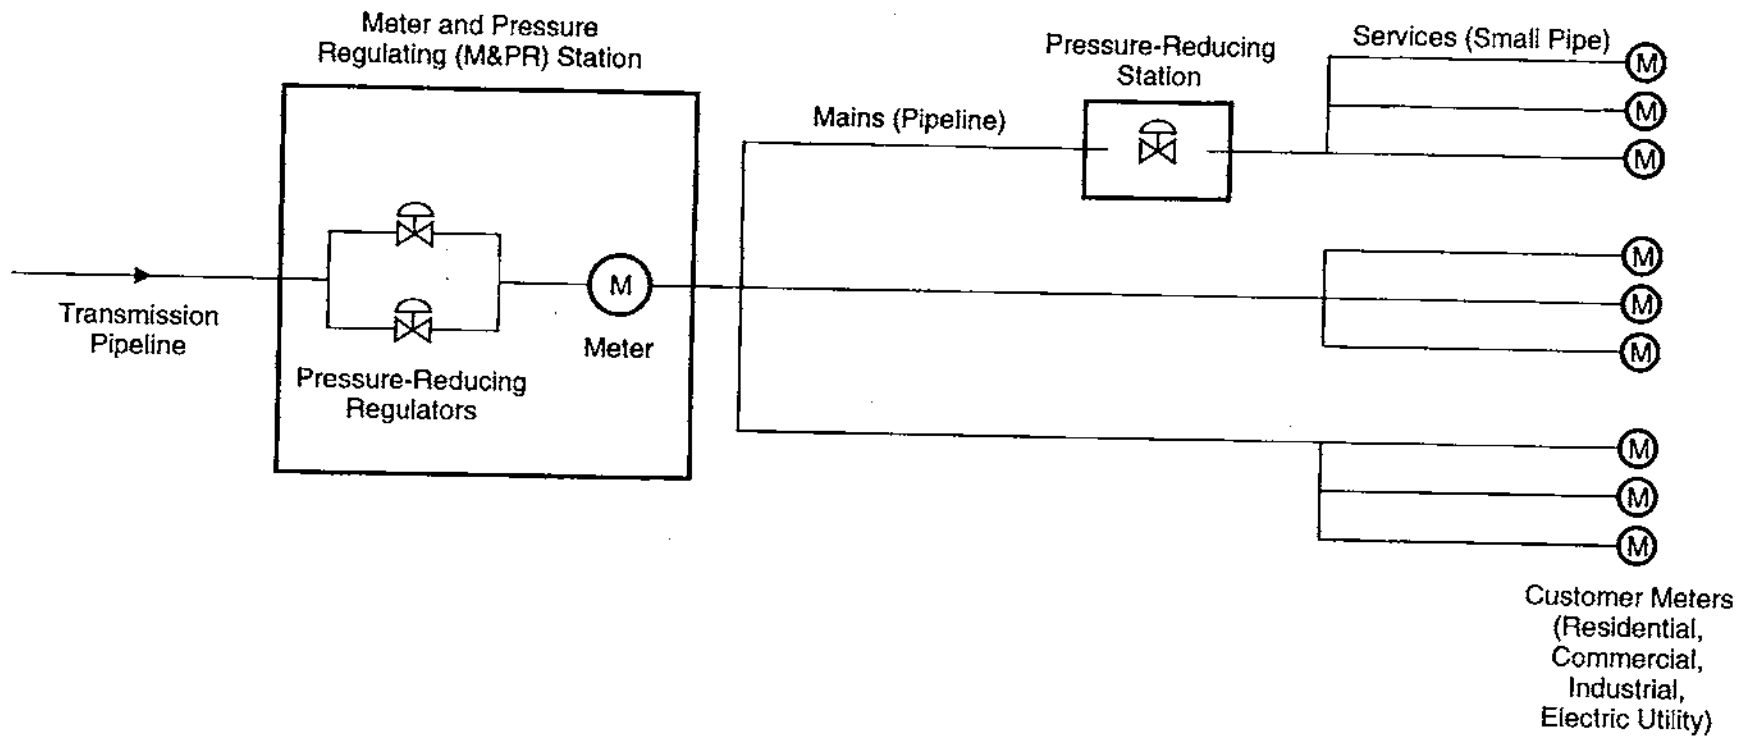 Meter and Pressure
Regulating (M&PR) Station
Pressure-Reducing
Station
Services (Small Pipe)
M
M
M
Mains (Pipeline)
Transmission
Pipeline
M
Meter
Pressure-Reducing
Regulators
M
M
M
M
M
M
Customer Meters
(Residential,
Commercial,
Industrial,
Electric Utility)